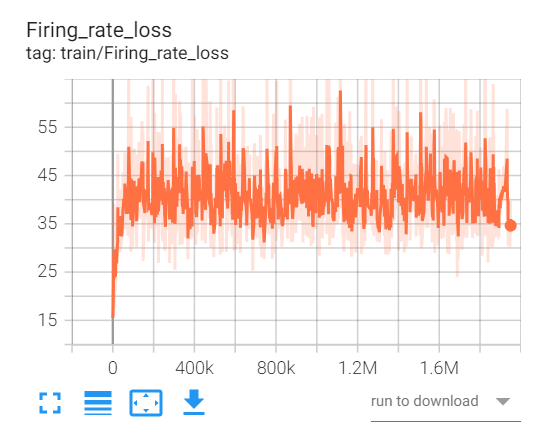 Firing_rate_loss
tag: train/Firing_rate_loss
55
45
35
25
15
0 400k 800k 1.2M 1.6M
run to download